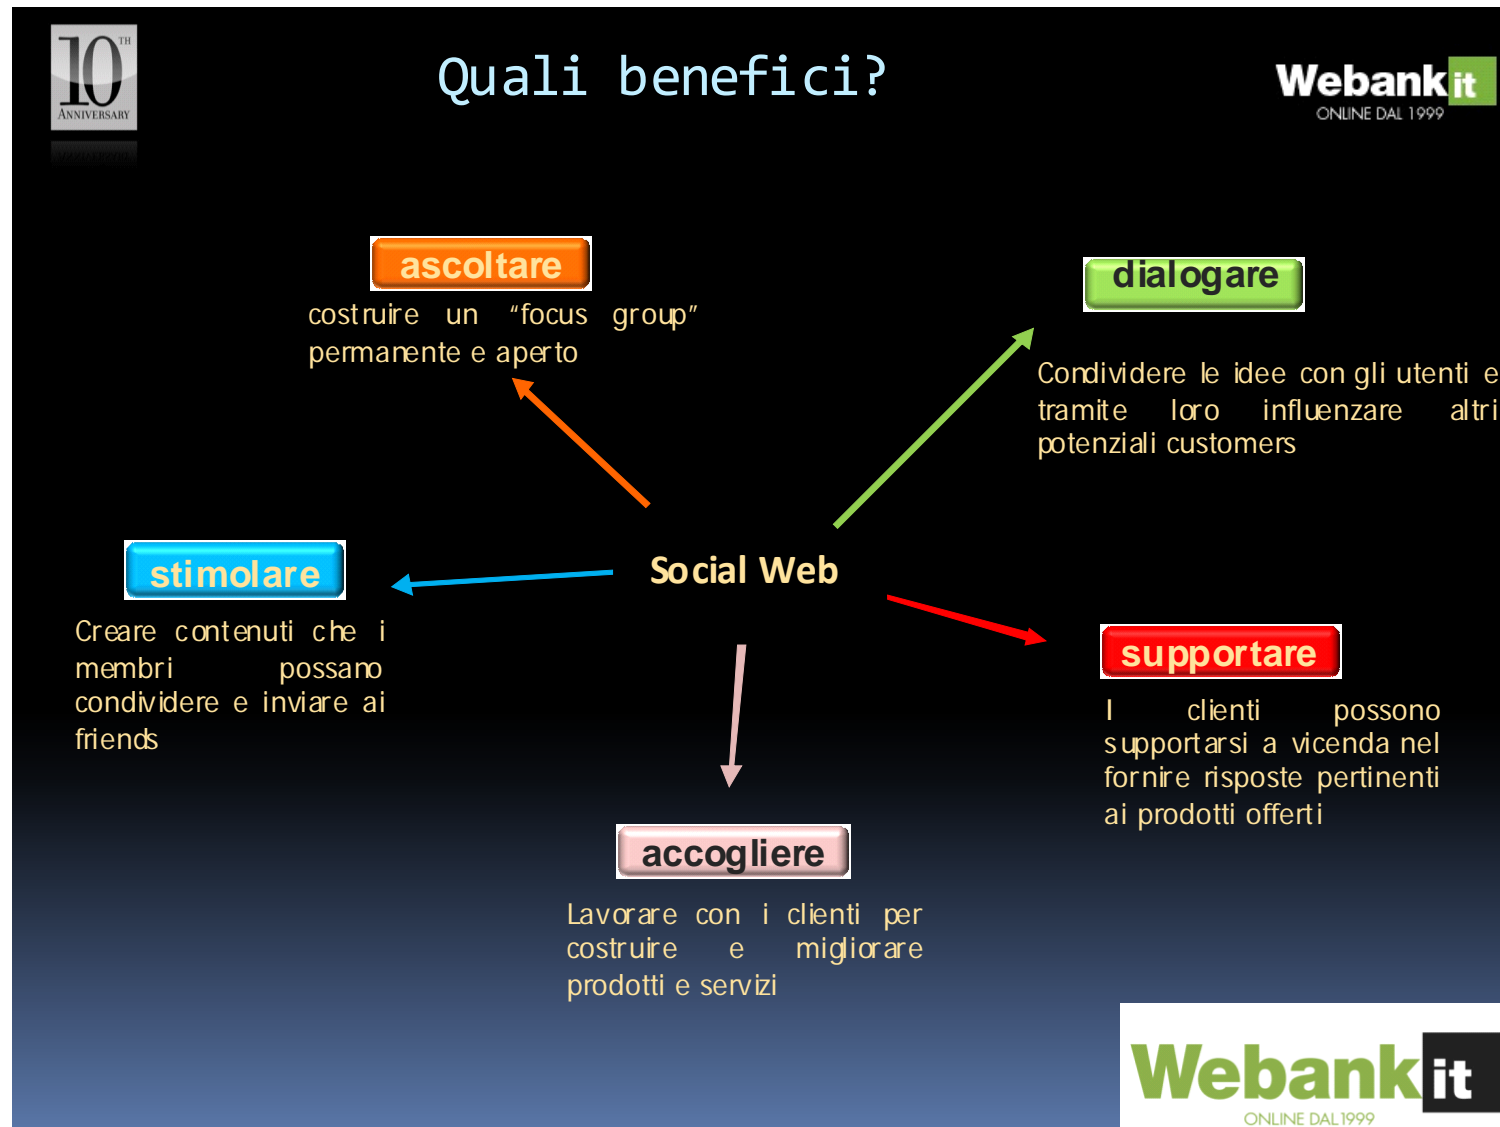 10TH
ANNIVERSARY
Quali benefici?
Webank it
ONLINE DAL 1999
ascoltare
costruire un “focus group”
permanente e aperto
dialogare
Condividere le idee con gli utenti e
tramite loro influenzare altri
potenziali customers
Social Web
stimolare
Creare contenuti che i
membri possano
condividere e inviare ai
friends
supportare
I clienti possono
supportarsi a vicenda nel
fornire risposte pertinenti
ai prodotti offerti
accogliere
Lavorare con i clienti per
costruire e migliorare
prodotti e servizi
Webank it
ONLINE DAL 1999